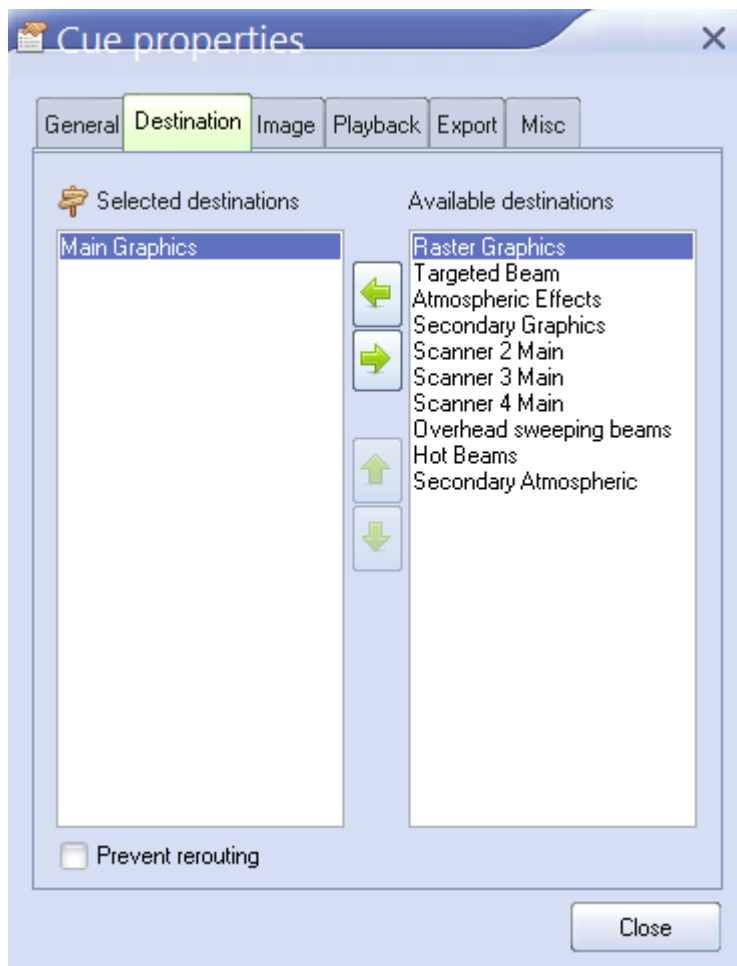 Cue properties
General Destination Image Playback Export Misc
Selected destinations
Main Graphics
Available destinations
Raster Graphics
Targeted Beam
Atmospheric Effects
Secondary Graphics
Scanner 2 Main
Scanner 3 Main
Scanner 4 Main
Overhead sweeping beams
Hot Beams
Secondary Atmospheric
Prevent rerouting
Close